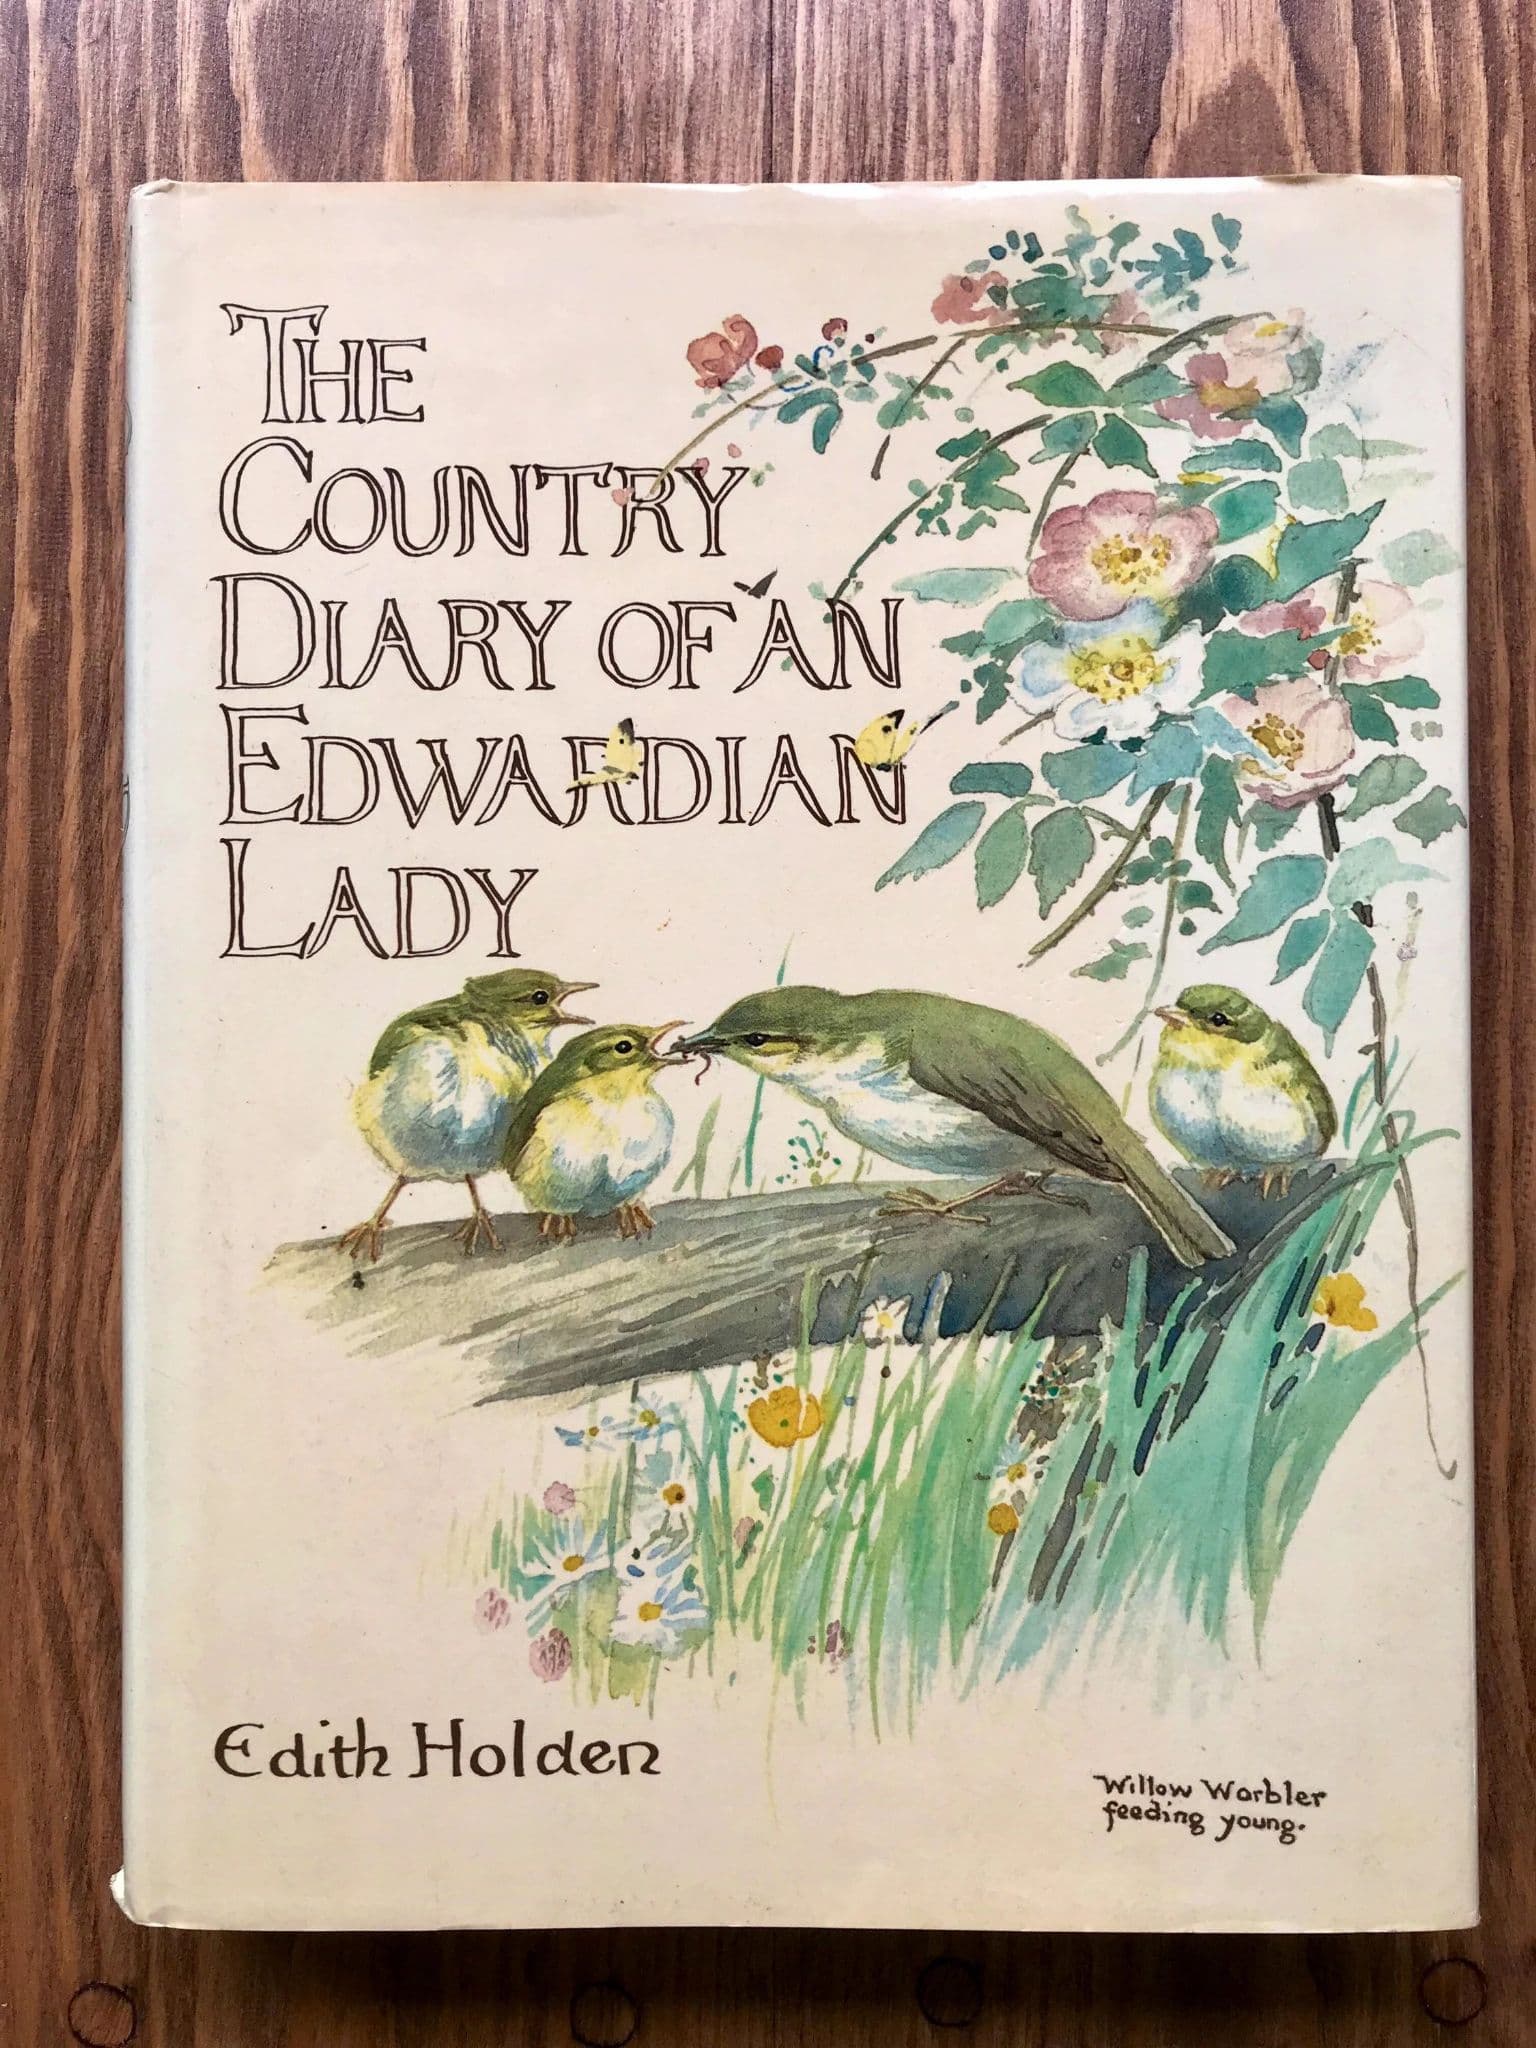 THE
COUNTRY
DIARY OF AN
EDWARDIAN
LADY
Edith Holden
Willow Warbler
feeding young.